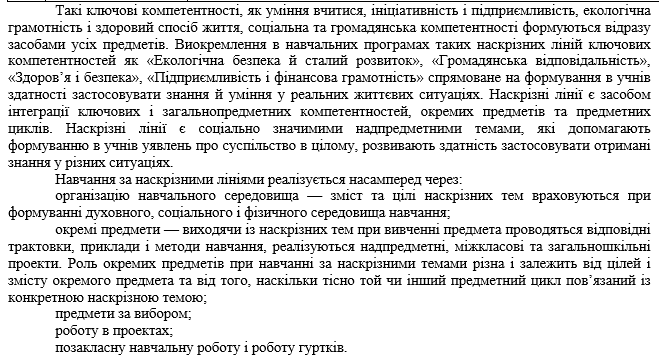 Такі ключові компетентності, як уміння вчитися, ініціативність і підприємливість, екологічна
грамотність і здоровий спосіб життя, соціальна та громадянська компетентності формуються відразу
засобами усіх предметів. Виокремлення в навчальних програмах таких наскрізних ліній ключових
компетентностей як «Екологічна безпека й сталий розвиток», «Громадянська відповідальність»,
«Здоров’я і безпека», «Підприємливість і фінансова грамотність» спрямоване на формування в учнів
здатності застосовувати знання й уміння у реальних життєвих ситуаціях. Наскрізні лінії є засобом
інтеграції ключових і загальнопредметних компетентностей, окремих предметів та предметних
циклів. Наскрізні лінії є соціально значимими надпредметними темами, які допомагають
формуванню в учнів уявлень про суспільство в цілому, розвивають здатність застосовувати отримані
знання у різних ситуаціях.
Навчання за наскрізними лініями реалізується насамперед через:
організацію навчального середовища — зміст та цілі наскрізних тем враховуються при
формуванні духовного, соціального і фізичного середовища навчання;
окремі предмети — виходячи із наскрізних тем при вивченні предмета проводяться відповідні
трактовки, приклади і методи навчання, реалізуються надпредметні, міжкласові та загальношкільні
проекти. Роль окремих предметів при навчанні за наскрізними темами різна і залежить від цілей і
змісту окремого предмета та від того, наскільки тісно той чи інший предметний цикл пов’язаний із
конкретною наскрізною темою;
предмети за вибором;
роботу в проектах;
позакласну навчальну роботу і роботу гуртків.